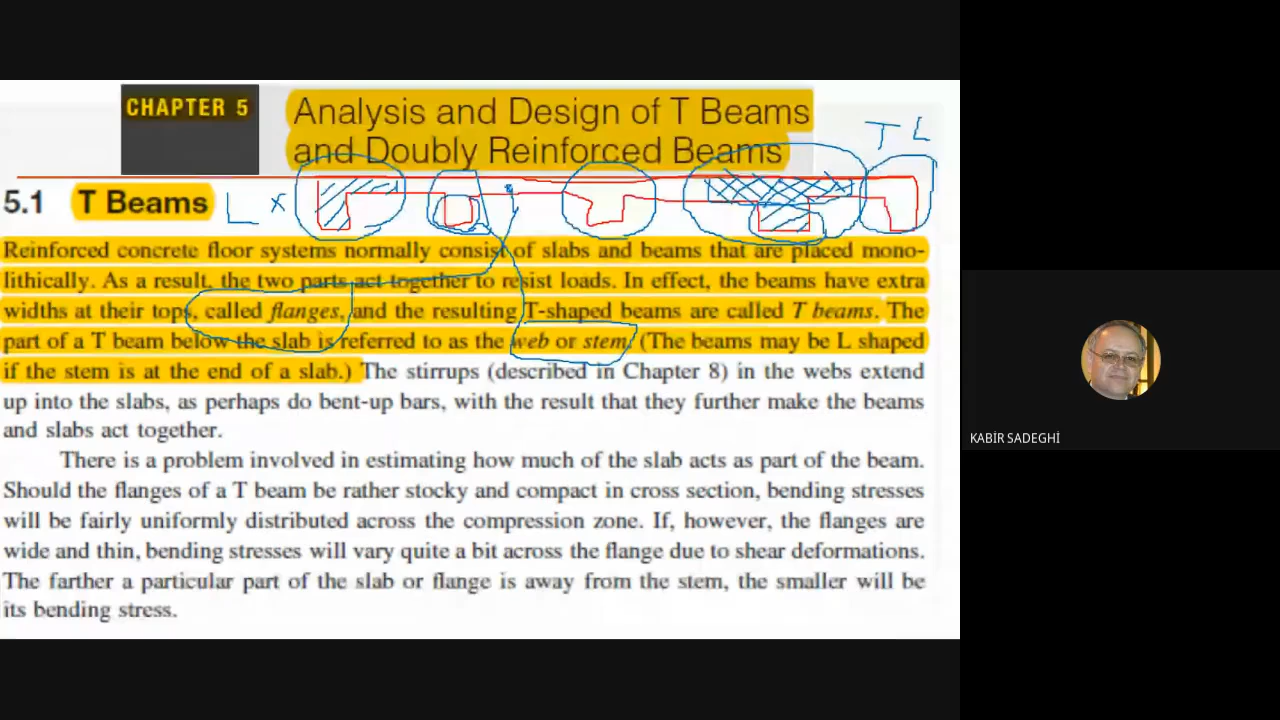 CHAPTER 5
Analysis and Design of T Beams
and Doubly Reinforced Beams
T L
5.1 T Beams
L x
Reinforced concrete floor systems normally consist of slabs and beams that are placed mono-
lithically. As a result, the two parts act together to resist loads. In effect, the beams have extra
widths at their tops, called flanges, and the resulting T-shaped beams are called T beams. The
part of a T beam below the slab is referred to as the web or stem. (The beams may be L shaped
if the stem is at the end of a slab.) The stirrups (described in Chapter 8) in the webs extend
up into the slabs, as perhaps do bent-up bars, with the result that they further make the beams
and slabs act together.
There is a problem involved in estimating how much of the slab acts as part of the beam.
Should the flanges of a T beam be rather stocky and compact in cross section, bending stresses
will be fairly uniformly distributed across the compression zone. If, however, the flanges are
wide and thin, bending stresses will vary quite a bit across the flange due to shear deformations.
The farther a particular part of the slab or flange is away from the stem, the smaller will be
its bending stress.
KABİR SADEGHİ